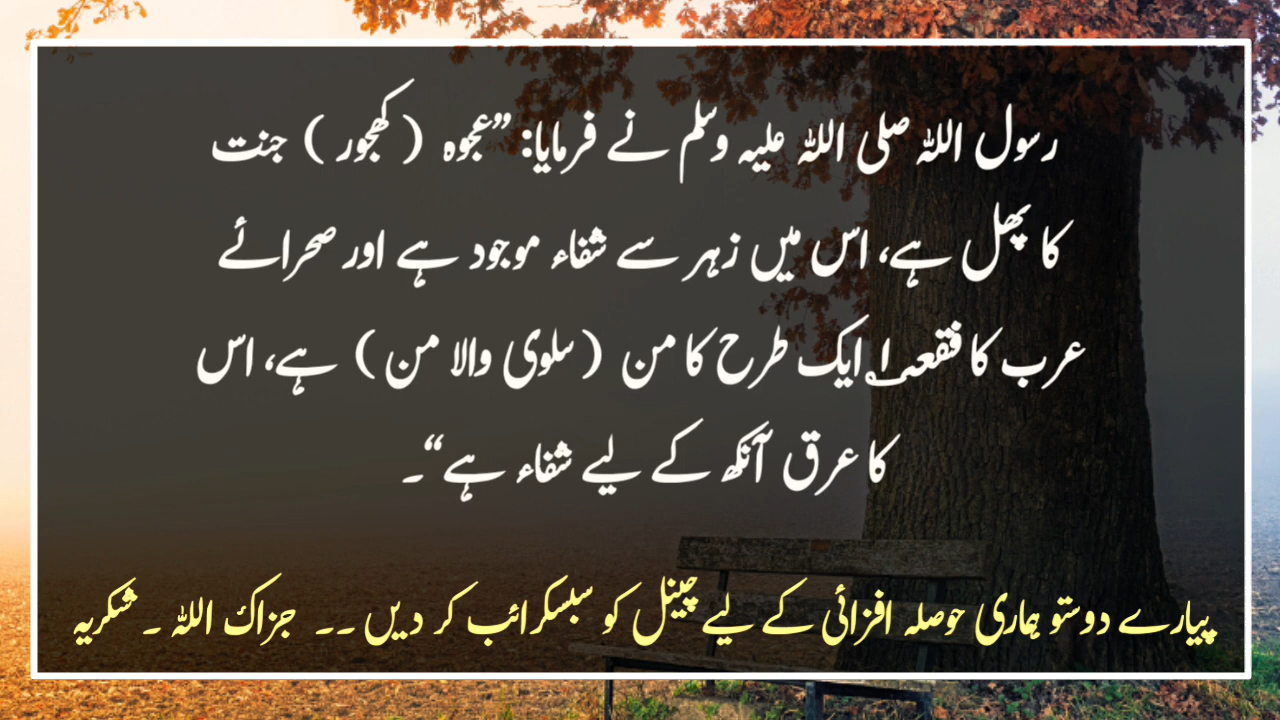 رسول اللہ صلی اللہ علیہ وسلم نے فرمایا: ”عجوہ (کھجور) جنت
کا پھل ہے، اس میں زہر سے شفاء موجود ہے اور صحرائے
عرب کا فقعہ ۱؎ ایک طرح کا من (سلوی والا من) ہے، اس
کا عرق آنکھ کے لیے شفاء ہے“۔
پیارے دوستو ہماری حوصلہ افزائی کے لیے چینل کو سبسکرائب کر دیں ۔۔ جزاک اللہ ۔ شکریہ